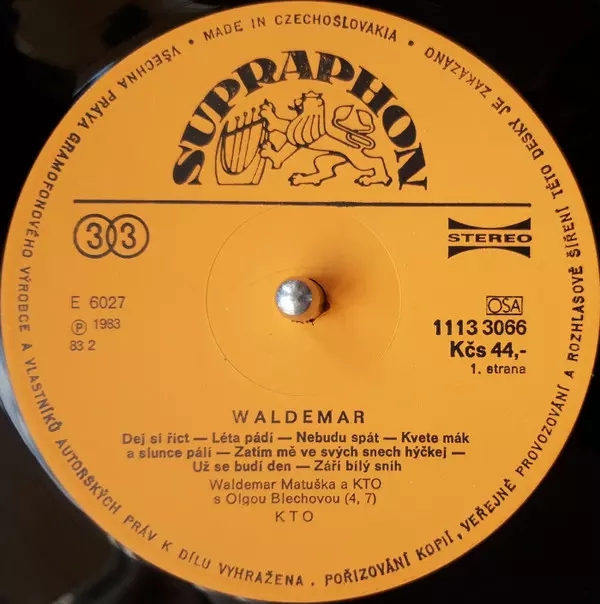 VŠECHNA PRÁVA GRAMOFONOVÉHO VÝROBCE A VLASTNÍKŮ AUTORSKÝCH PRÁV K DÍLU VYHRAŽENA. POŘIZOVÁNÍ KOPIÍ, VEŘEJNÉ PROVOZOVÁNÍ A ROZHLASOVÉ ŠÍŘENÍ TÉTO DESKY JE ZAKÁZÁNO • MADE IN CZECHOSLOVAKIA •
SUPRAPHON
33
STEREO
E 6027
Ⓟ 1983
83 2
OSA
1113 3066
Kčs 44,-
1. strana
WALDEMAR
Dej si říct — Léta pádí — Nebudu spát — Kvete mák
a slunce pálí — Zatím mě ve svých snech hýčkej —
Už se budí den — Září bílý sníh
Waldemar Matuška a KTO
s Olgou Blechovou (4, 7)
KTO